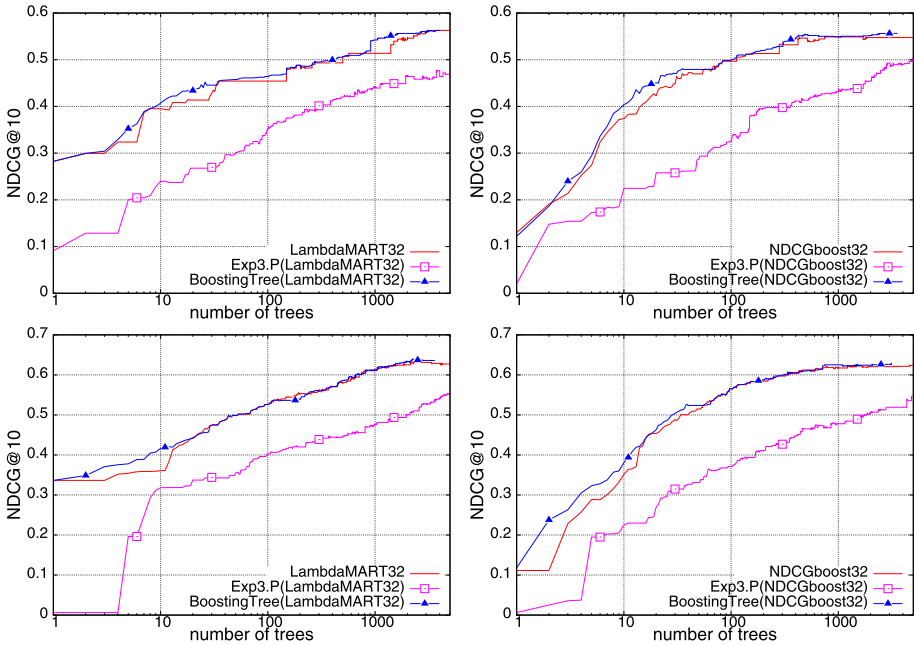 0.6
0.5
0.4
0.3
0.2
0.1
0
NDCG@10
LambdaMART32
Exp3.P(LambdaMART32)
BoostingTree(LambdaMART32)
1 10 100 1000
number of trees
0.6
0.5
0.4
0.3
0.2
0.1
0
NDCG@10
NDCGboost32
Exp3.P(NDCGboost32)
BoostingTree(NDCGboost32)
1 10 100 1000
number of trees
0.7
0.6
0.5
0.4
0.3
0.2
0.1
0
NDCG@10
LambdaMART32
Exp3.P(LambdaMART32)
BoostingTree(LambdaMART32)
1 10 100 1000
number of trees
0.7
0.6
0.5
0.4
0.3
0.2
0.1
0
NDCG@10
NDCGboost32
Exp3.P(NDCGboost32)
BoostingTree(NDCGboost32)
1 10 100 1000
number of trees